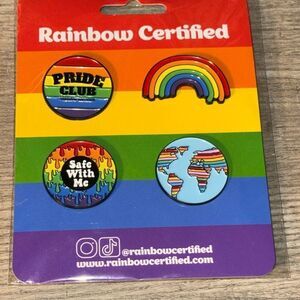 Rainbow Certified
PRIDE
CLUB
Safe
With
Me
@rainbowcertified
www.rainbowcertified.com